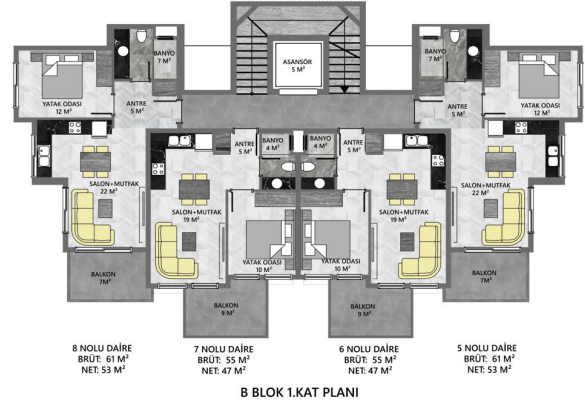 BANYO
7 M²
ASANSÖR
5 M²
BANYO
7 M²
YATAK ODASI
12 M²
ANTRE
5 M²
ANTRE
5 M²
YATAK ODASI
12 M²
ANTRE
5 M²
BANYO
4 M²
BANYO
4 M²
ANTRE
5 M²
SALON+MUTFAK
22 M²
SALON+MUTFAK
19 M²
SALON+MUTFAK
19 M²
SALON+MUTFAK
22 M²
YATAK ODASI
10 M²
YATAK ODASI
10 M²
BALKON
7M²
BALKON
9 M²
BALKON
9 M²
BALKON
7M²
8 NOLU DAİRE
BRÜT: 61 M²
NET: 53 M²
7 NOLU DAİRE
BRÜT: 55 M²
NET: 47 M²
6 NOLU DAİRE
BRÜT: 55 M²
NET: 47 M²
5 NOLU DAİRE
BRÜT: 61 M²
NET: 53 M²
B BLOK 1.KAT PLANI